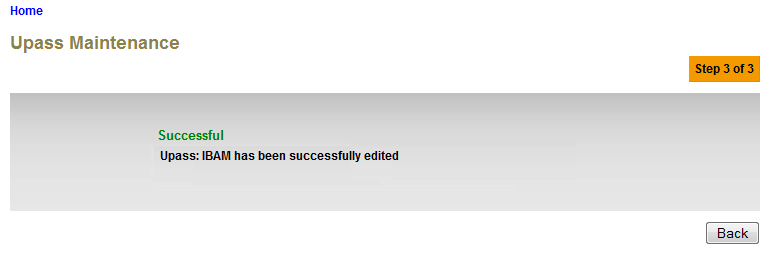 Home
Upass Maintenance
Step 3 of 3
Successful
Upass: IBAM has been successfully edited
Back